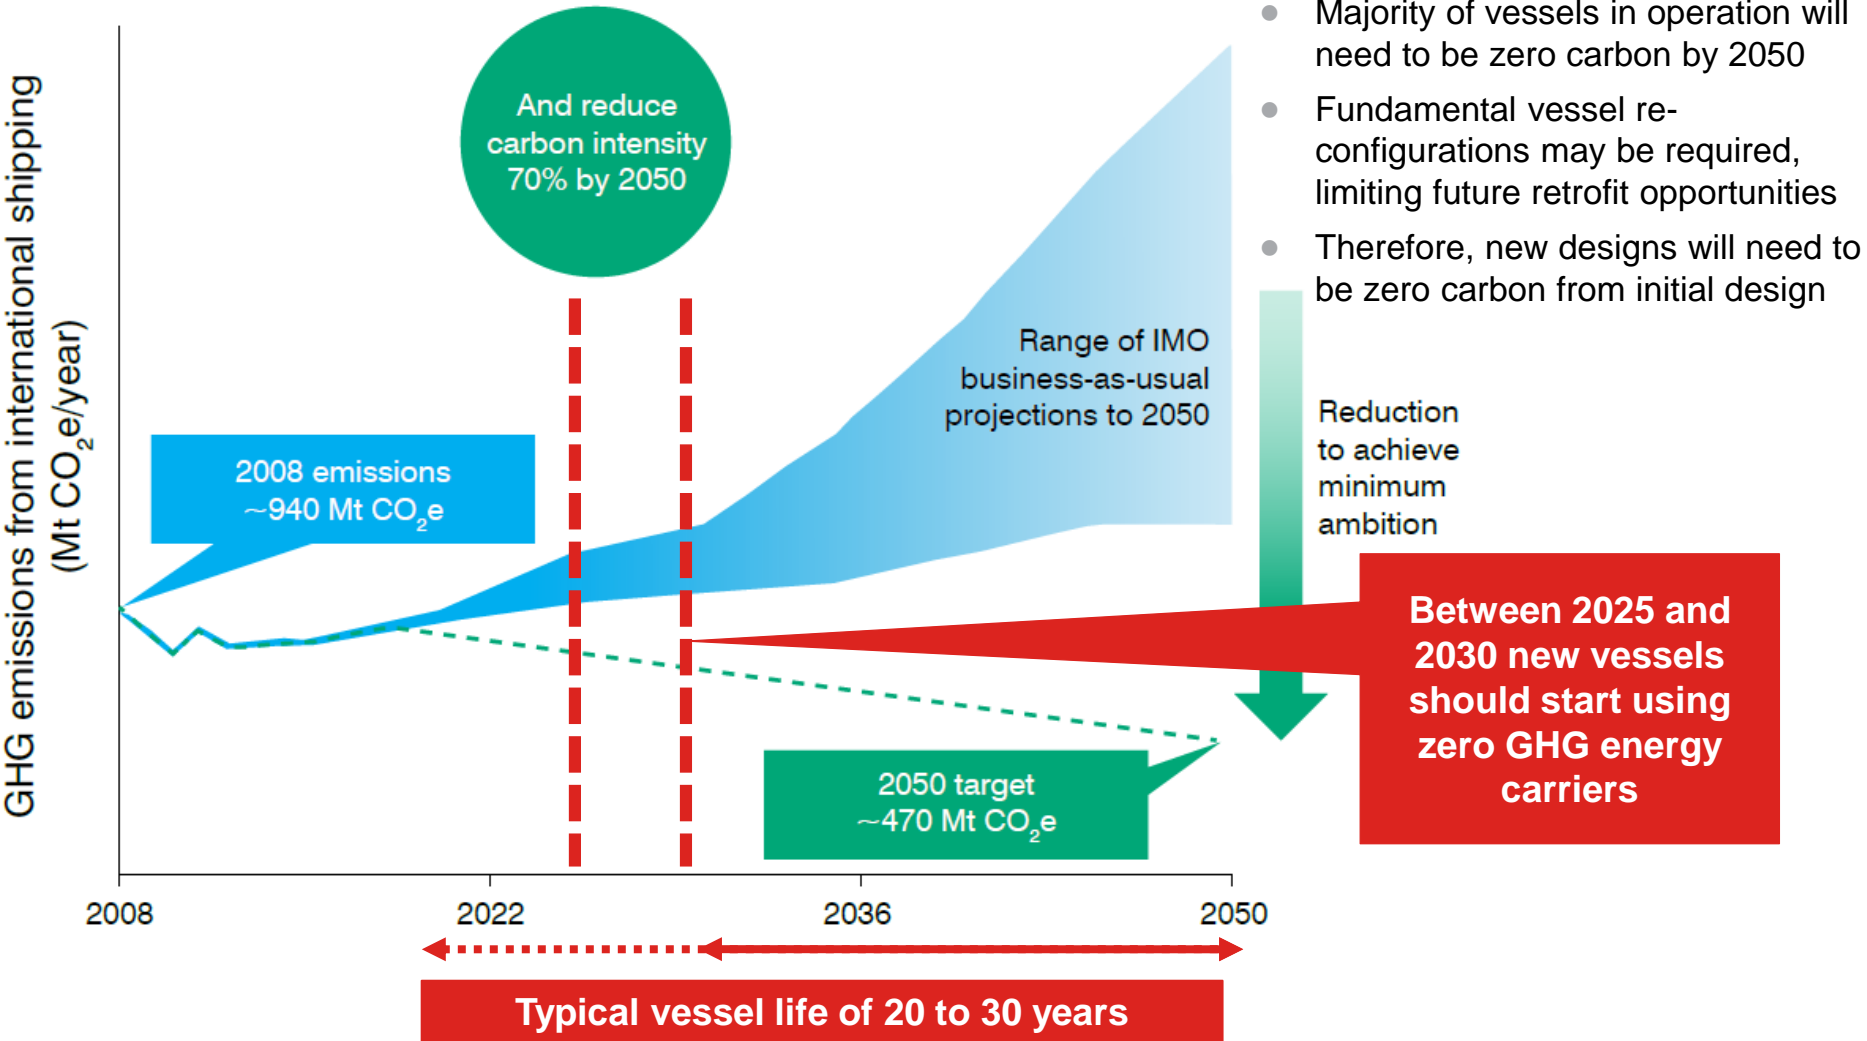 GHG emissions from international shipping
(Mt CO₂e/year)
And reduce
carbon intensity
70% by 2050
2008 emissions
~940 Mt CO₂e
Range of IMO
business-as-usual
projections to 2050
2050 target
~470 Mt CO₂e
2008
2022
2036
2050
Typical vessel life of 20 to 30 years
● Majority of vessels in operation will
need to be zero carbon by 2050
● Fundamental vessel re-
configurations may be required,
limiting future retrofit opportunities
● Therefore, new designs will need to
be zero carbon from initial design
Reduction
to achieve
minimum
ambition
Between 2025 and
2030 new vessels
should start using
zero GHG energy
carriers